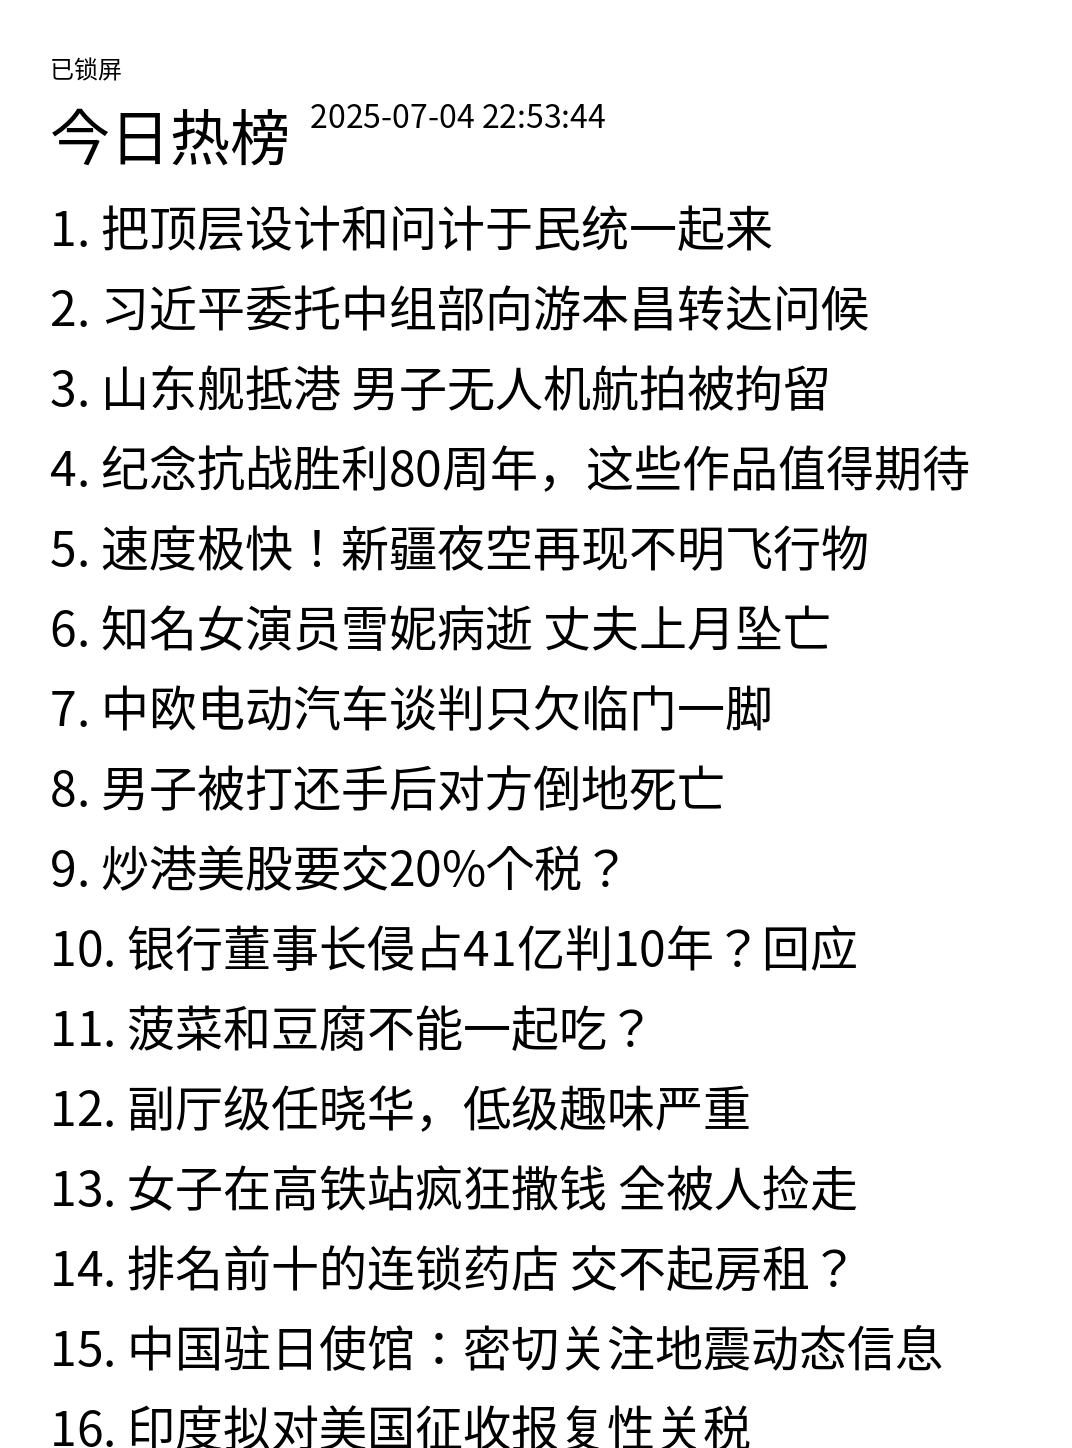 已锁屏
今日热榜 2025-07-04 22:53:44
1. 把顶层设计和问计于民统一起来
2. 习近平委托中组部向游本昌转达问候
3. 山东舰抵港 男子无人机航拍被拘留
4. 纪念抗战胜利80周年，这些作品值得期待
5. 速度极快！新疆夜空再现不明飞行物
6. 知名女演员雪妮病逝 丈夫上月坠亡
7. 中欧电动汽车谈判只欠临门一脚
8. 男子被打还手后对方倒地死亡
9. 炒港美股要交20%个税？
10. 银行董事长侵占41亿判10年？回应
11. 菠菜和豆腐不能一起吃？
12. 副厅级任晓华，低级趣味严重
13. 女子在高铁站疯狂撒钱 全被人捡走
14. 排名前十的连锁药店 交不起房租？
15. 中国驻日使馆：密切关注地震动态信息
16. 印度拟对美国征收报复性关税